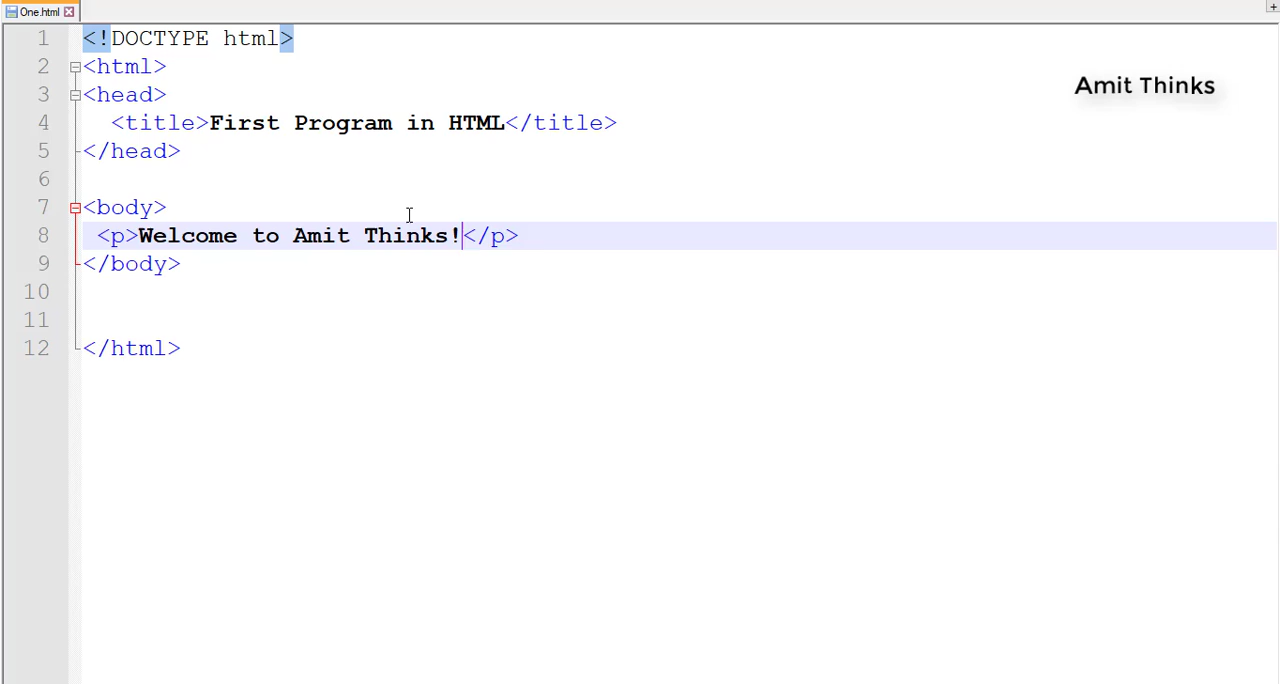 One.html
1 <!DOCTYPE html>
2 <html>
Amit Thinks
3 <head>
4 <title>First Program in HTML</title>
5 </head>
6
7 <body>
8 <p>Welcome to Amit Thinks!</p>
9 </body>
10
11
12 </html>